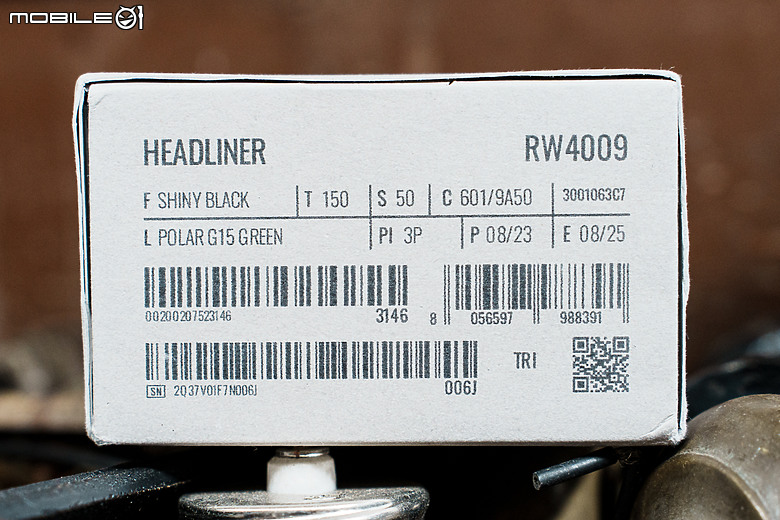 MOBILE01
HEADLINER RW4009
F SHINY BLACK T 150 S 50 C 601/9A50 3001063C7
L POLAR G15 GREEN PI 3P P 08/23 E 08/25
00200207523146 3146 8 056597 988391
TRI
SN 2Q37V01F7N006J 006J